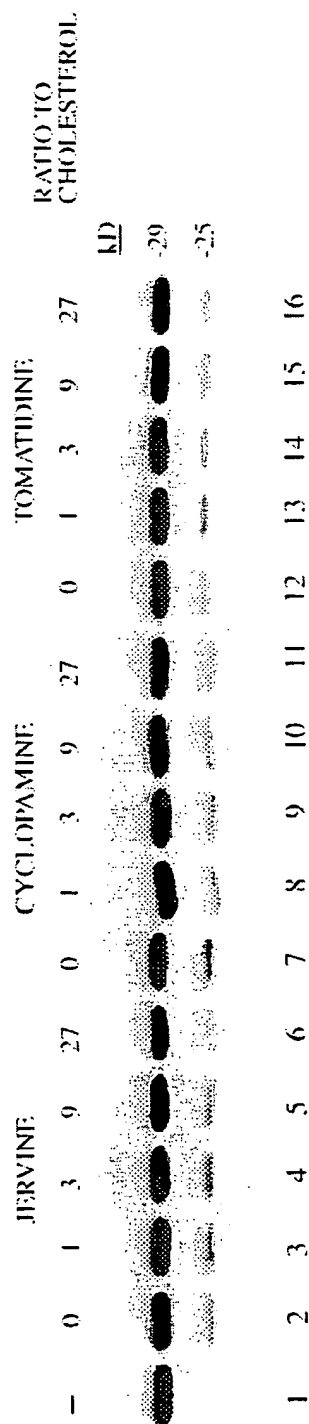 JERVINE CYCLOPAMINE TOMATIDINE RATIO TO
CHOLESTEROL
– 0 1 3 9 27 0 1 3 9 27 0 1 3 9 27
KD
-29
-25
1 2 3 4 5 6 7 8 9 10 11 12 13 14 15 16